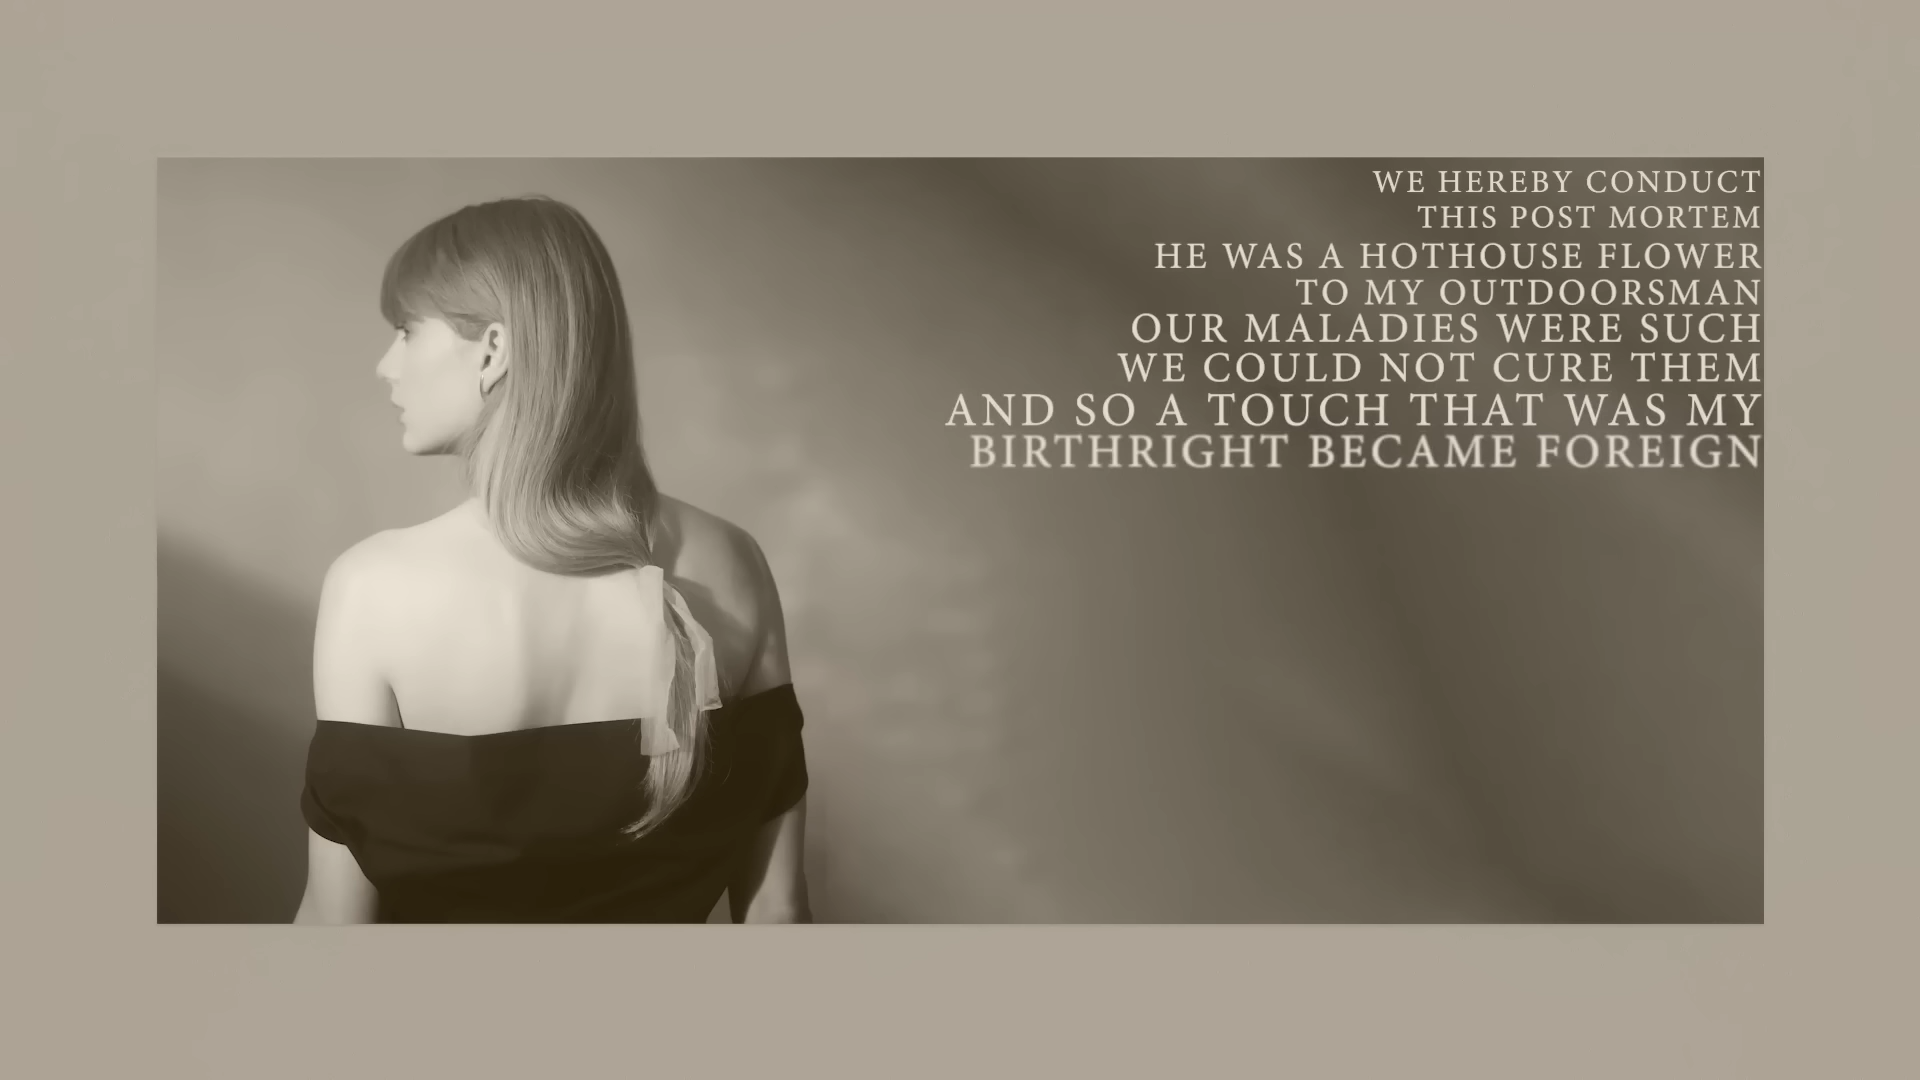 WE HEREBY CONDUCT
THIS POST MORTEM
HE WAS A HOTHOUSE FLOWER
TO MY OUTDOORSMAN
OUR MALADIES WERE SUCH
WE COULD NOT CURE THEM
AND SO A TOUCH THAT WAS MY
BIRTHRIGHT BECAME FOREIGN